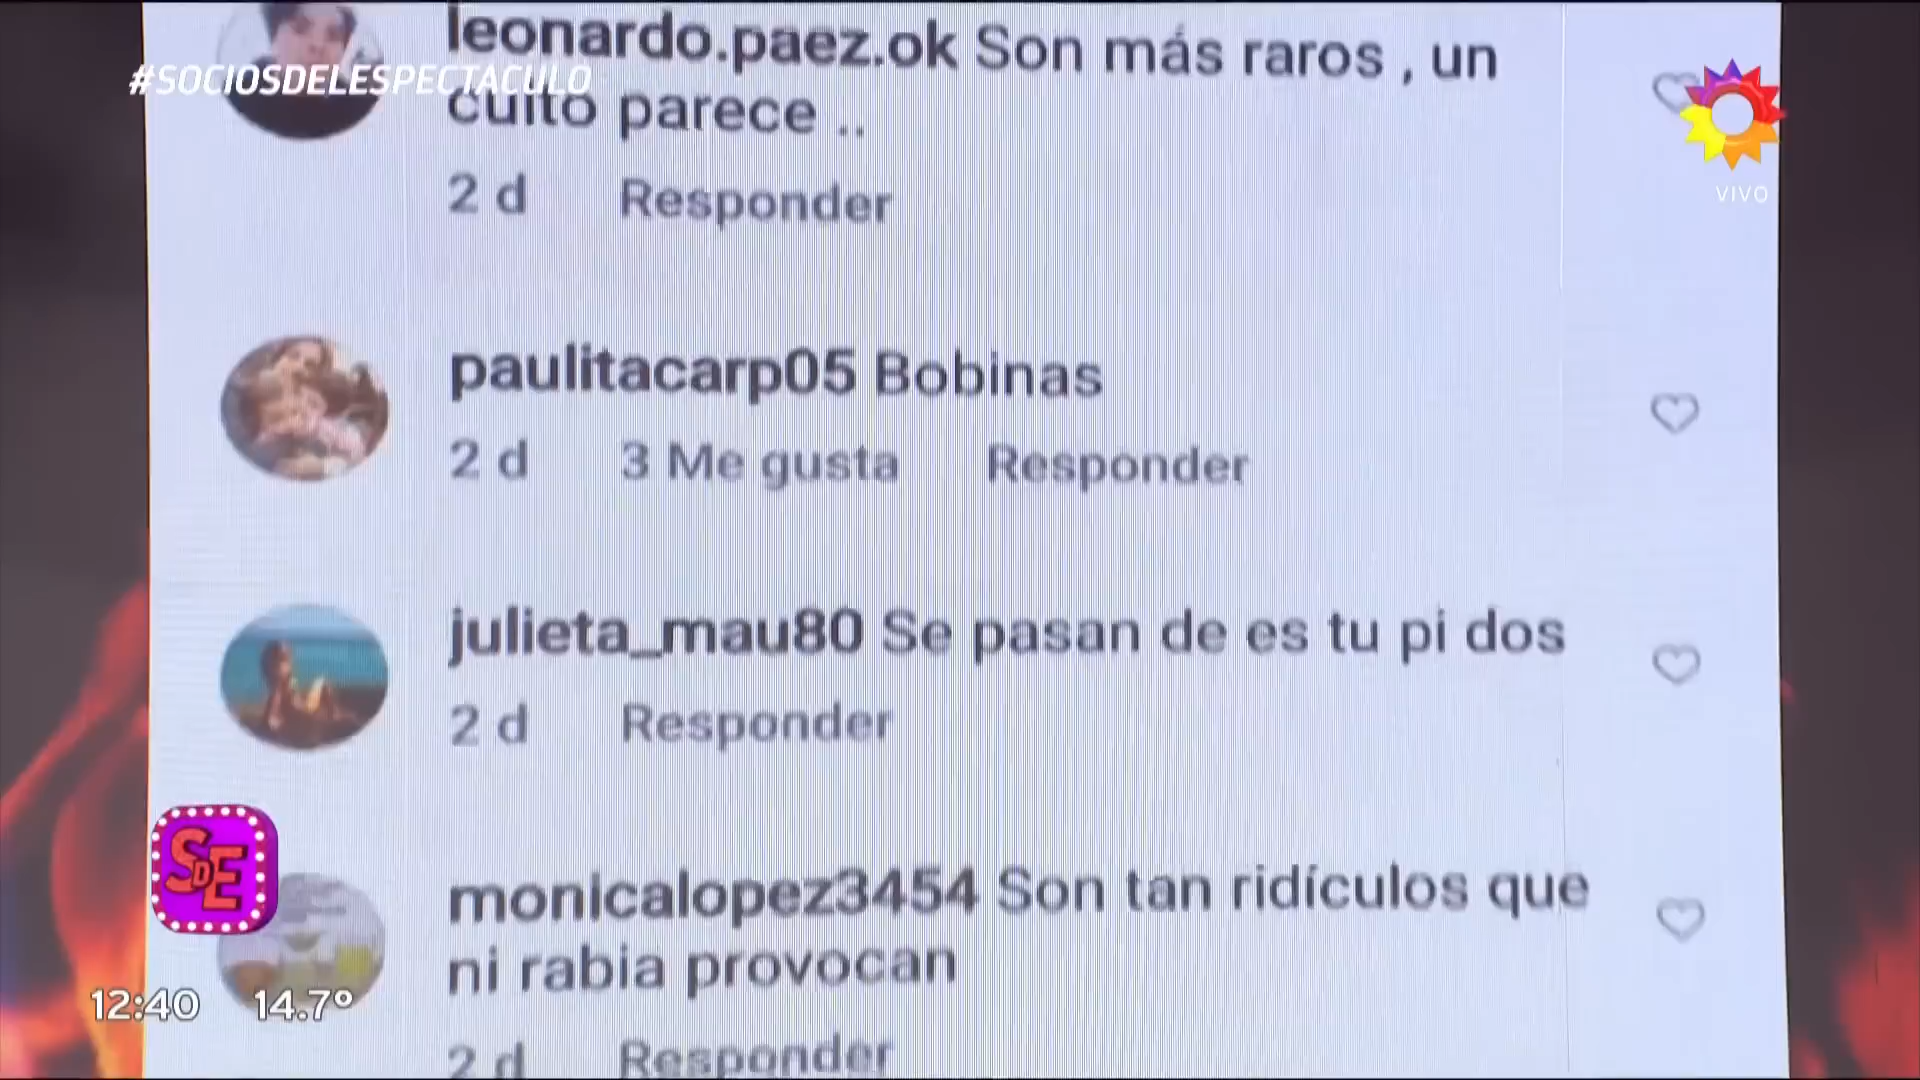 leonardo.paez.ok Son más raros , un
#SOCIOSDELESPECTACULO
cuito parece ..
2 d Responder
VIVO
paulitacarp05 Bobinas
2 d 3 Me gusta Responder
julieta_mau80 Se pasan de es tu pi dos
2 d Responder
SDE
monicalopez3454 Son tan ridículos que
ni rabia provocan
12:40 14.7°
2 d Responder